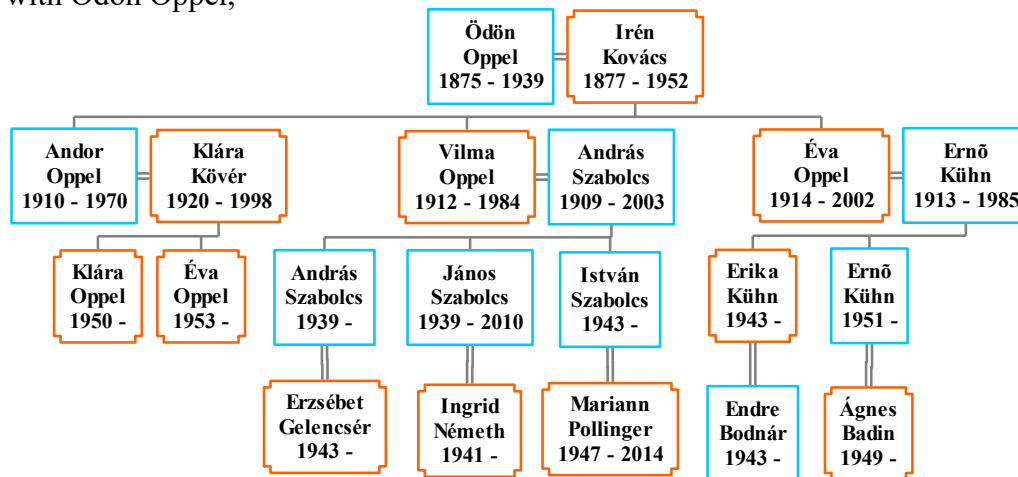 with Ödön Oppel,
Ödön
Oppel
1875 - 1939
Irén
Kovács
1877 - 1952
Andor
Oppel
1910 - 1970
Klára
Kövér
1920 - 1998
Vilma
Oppel
1912 - 1984
András
Szabolcs
1909 - 2003
Éva
Oppel
1914 - 2002
Ernõ
Kühn
1913 - 1985
Klára
Oppel
1950 -
Éva
Oppel
1953 -
András
Szabolcs
1939 -
János
Szabolcs
1939 - 2010
István
Szabolcs
1943 -
Erika
Kühn
1943 -
Ernõ
Kühn
1951 -
Erzsébet
Gelencsér
1943 -
Ingrid
Németh
1941 -
Mariann
Pollinger
1947 - 2014
Endre
Bodnár
1943 -
Ágnes
Badin
1949 -